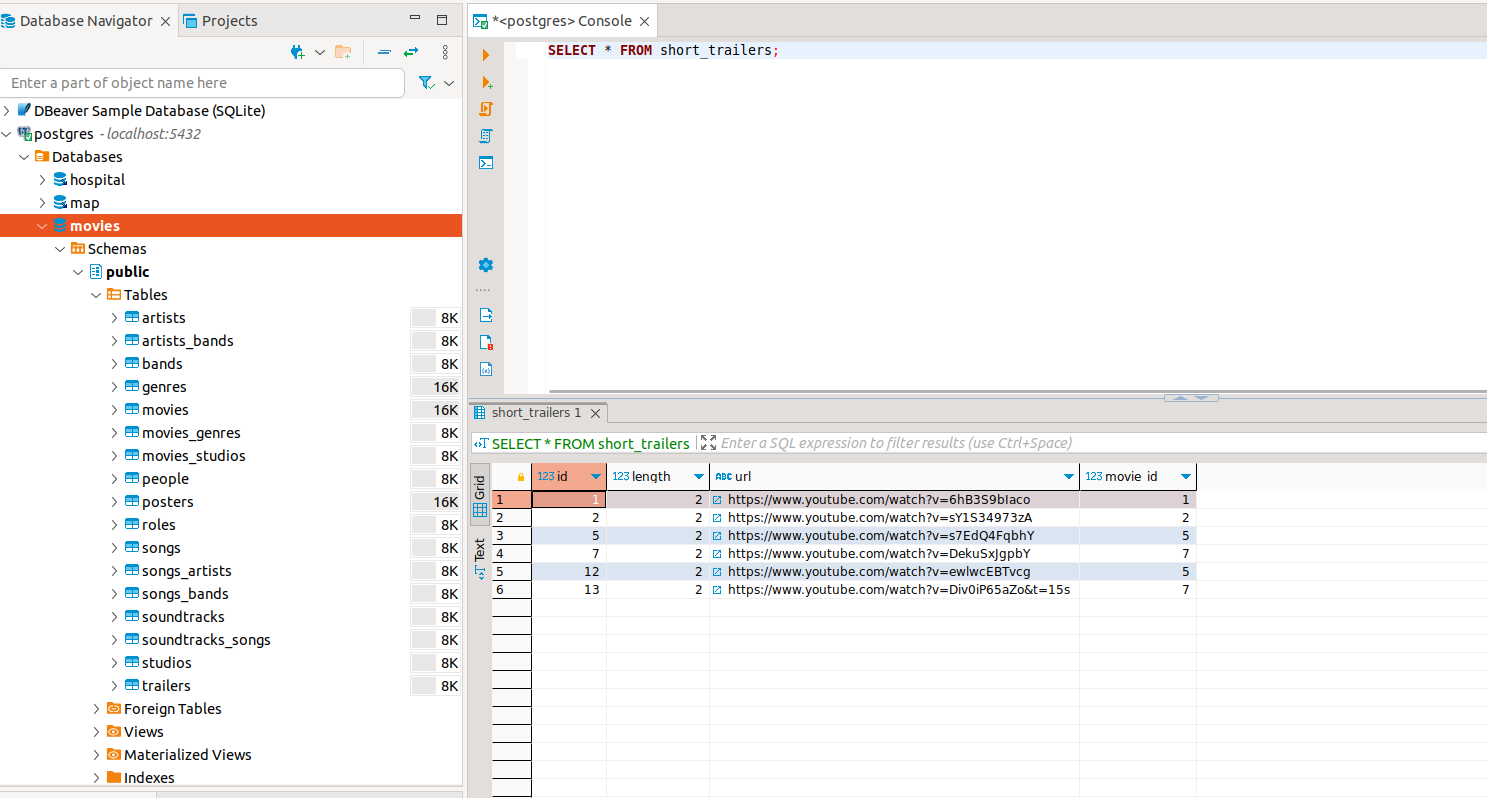 Database Navigator
Projects
Enter a part of object name here
DBeaver Sample Database (SQLite)
postgres - localhost:5432
Databases
hospital
map
movies
Schemas
public
Tables
artists 8K
artists_bands 8K
bands 8K
genres 16K
movies 16K
movies_genres 8K
movies_studios 8K
people 8K
posters 16K
roles 8K
songs 8K
songs_artists 8K
songs_bands 8K
soundtracks 8K
soundtracks_songs 8K
studios 8K
trailers 8K
Foreign Tables
Views
Materialized Views
Indexes
*<postgres> Console
SELECT * FROM short_trailers;
short_trailers 1
SELECT * FROM short_trailers
Enter a SQL expression to filter results (use Ctrl+Space)
Grid
Text
123 id 123 length ABC url 123 movie_id
1 1 2 https://www.youtube.com/watch?v=6hB3S9bIaco 1
2 2 2 https://www.youtube.com/watch?v=sY1S34973zA 2
3 5 2 https://www.youtube.com/watch?v=s7EdQ4FqbhY 5
4 7 2 https://www.youtube.com/watch?v=DekuSxJgpbY 7
5 12 2 https://www.youtube.com/watch?v=ewlwcEBTvcg 5
6 13 2 https://www.youtube.com/watch?v=Div0iP65aZo&t=15s 7